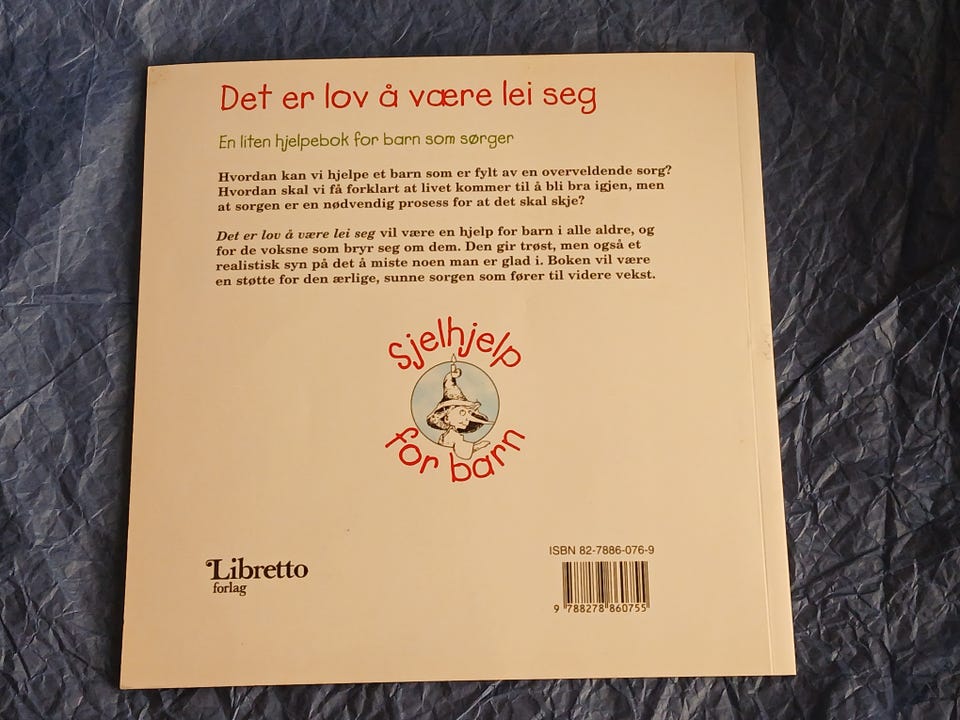 Det er lov å være lei seg
En liten hjelpebok for barn som sørger
Hvordan kan vi hjelpe et barn som er fylt av en overveldende sorg?
Hvordan skal vi få forklart at livet kommer til å bli bra igjen, men
at sorgen er en nødvendig prosess for at det skal skje?
Det er lov å være lei seg vil være en hjelp for barn i alle aldre, og
for de voksne som bryr seg om dem. Den gir trøst, men også et
realistisk syn på det å miste noen man er glad i. Boken vil være
en støtte for den ærlige, sunne sorgen som fører til videre vekst.
Sjelhjelp
for barn
Libretto
forlag
ISBN 82-7886-076-9
9 788278 860755